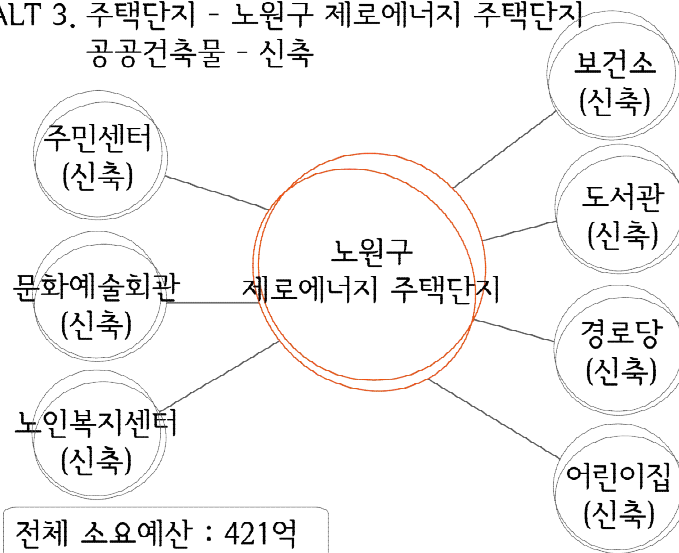 ALT 3. 주택단지 - 노원구 제로에너지 주택단지
공공건축물 - 신축
보건소
(신축)
주민센터
(신축)
도서관
(신축)
노원구
제로에너지 주택단지
문화예술회관
(신축)
경로당
(신축)
노인복지센터
(신축)
어린이집
(신축)
전체 소요예산 : 421억